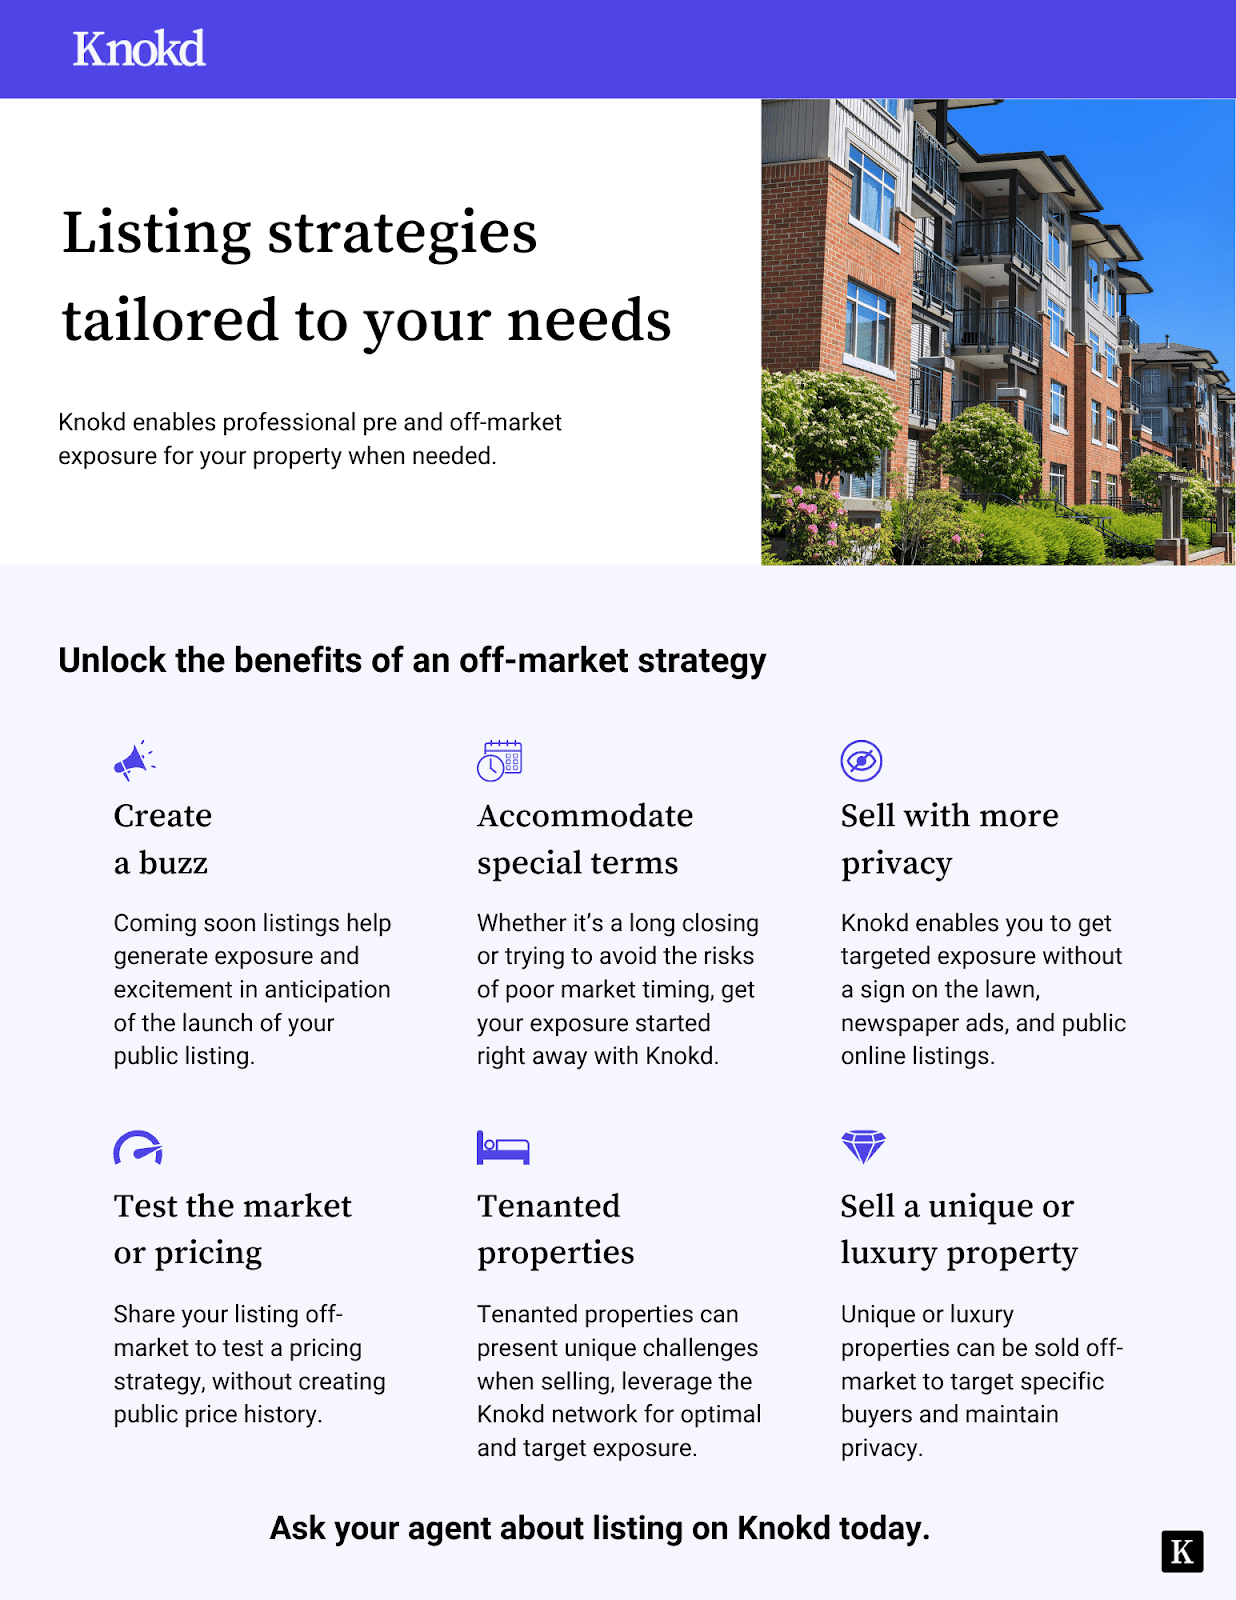 Knokd
Listing strategies
tailored to your needs
Knokd enables professional pre and off-market
exposure for your property when needed.
Unlock the benefits of an off-market strategy
Create
a buzz
Coming soon listings help
generate exposure and
excitement in anticipation
of the launch of your
public listing.
Accommodate
special terms
Whether it’s a long closing
or trying to avoid the risks
of poor market timing, get
your exposure started
right away with Knokd.
Sell with more
privacy
Knokd enables you to get
targeted exposure without
a sign on the lawn,
newspaper ads, and public
online listings.
Test the market
or pricing
Share your listing off-
market to test a pricing
strategy, without creating
public price history.
Tenanted
properties
Tenanted properties can
present unique challenges
when selling, leverage the
Knokd network for optimal
and target exposure.
Sell a unique or
luxury property
Unique or luxury
properties can be sold off-
market to target specific
buyers and maintain
privacy.
Ask your agent about listing on Knokd today.
K